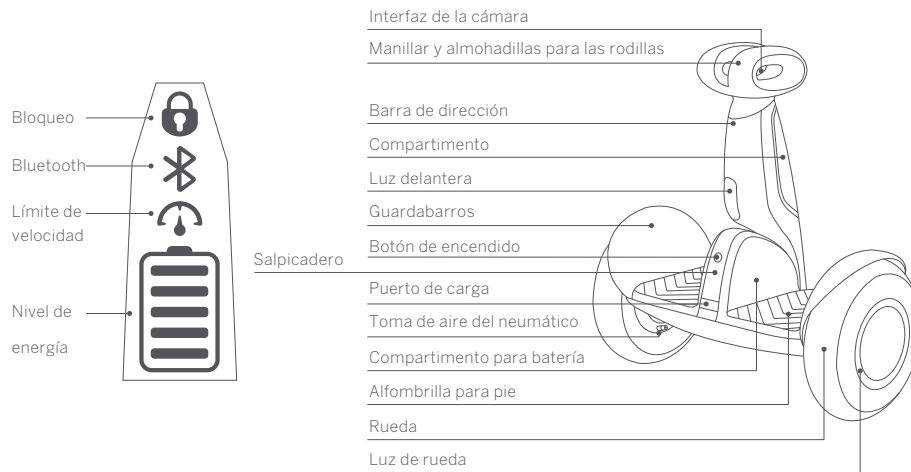 Bloqueo
Bluetooth
Límite de
velocidad
Nivel de
energía
Salpicadero
Interfaz de la cámara
Manillar y almohadillas para las rodillas
Barra de dirección
Compartimento
Luz delantera
Guardabarros
Botón de encendido
Puerto de carga
Toma de aire del neumático
Compartimento para batería
Alfombrilla para pie
Rueda
Luz de rueda